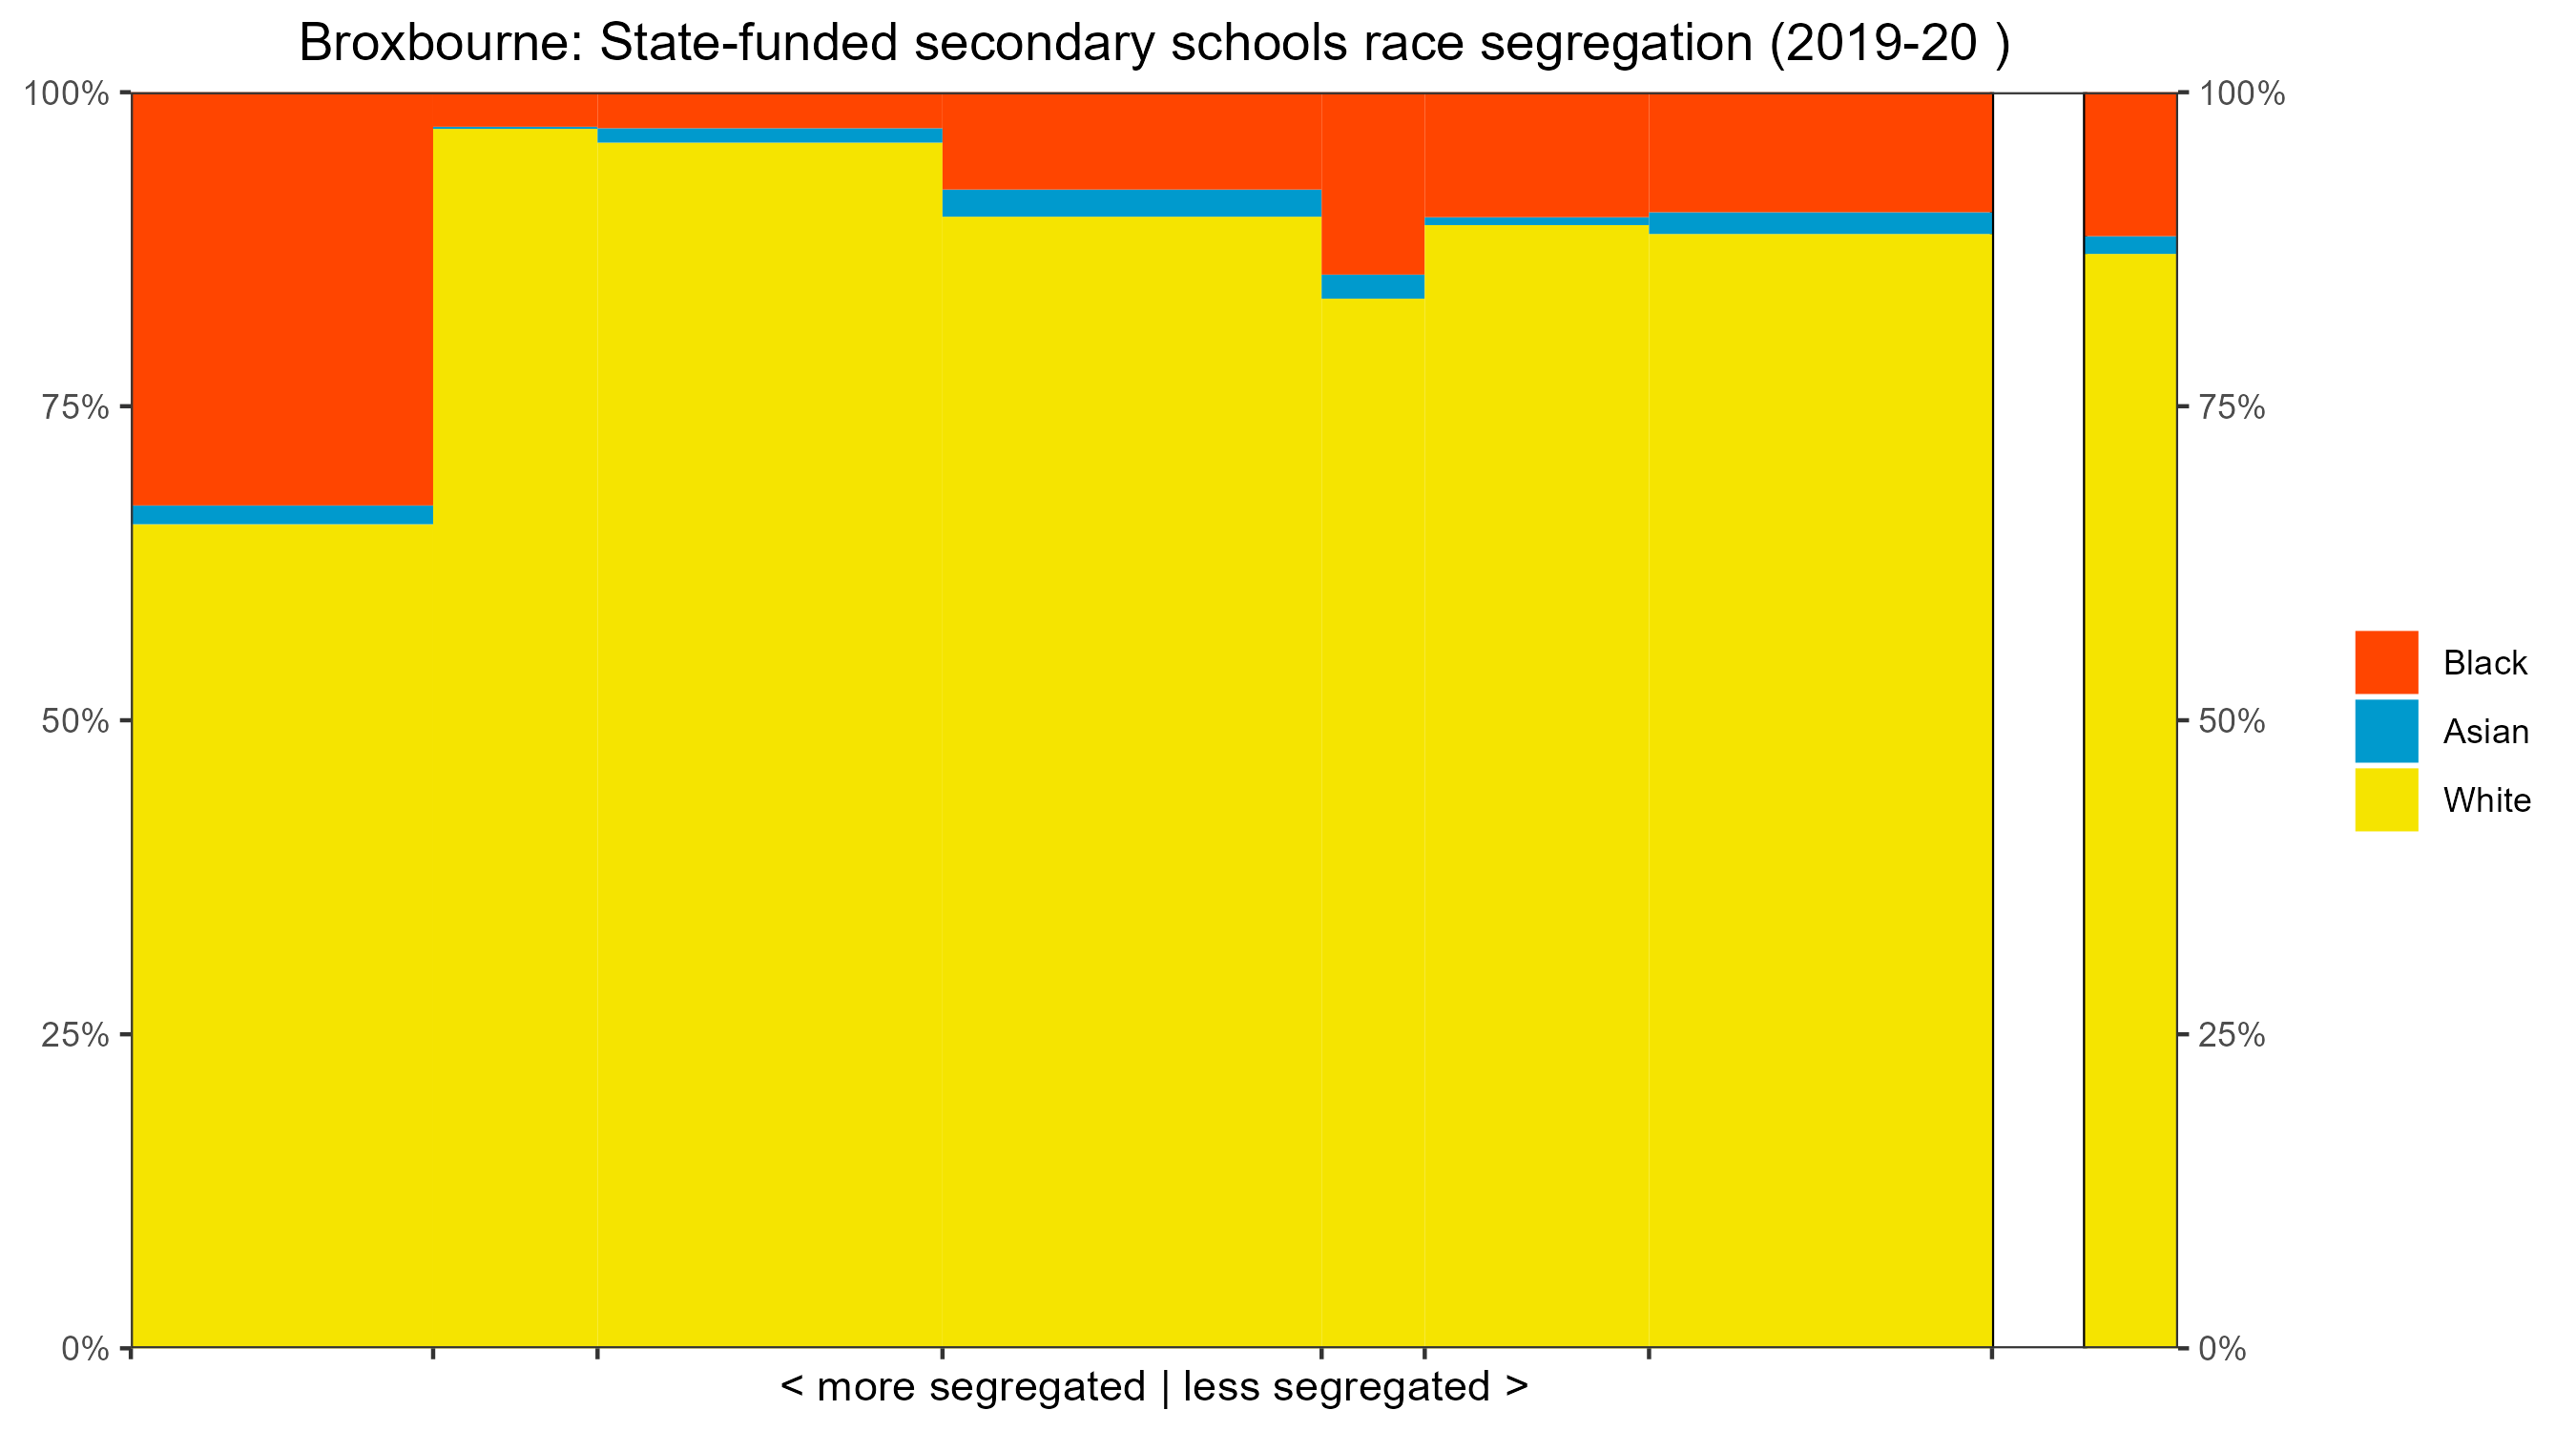 Broxbourne: State-funded secondary schools race segregation (2019-20 )
100%
100%
75%
75%
50%
50%
25%
25%
0%
0%
Black
Asian
White
< more segregated | less segregated >